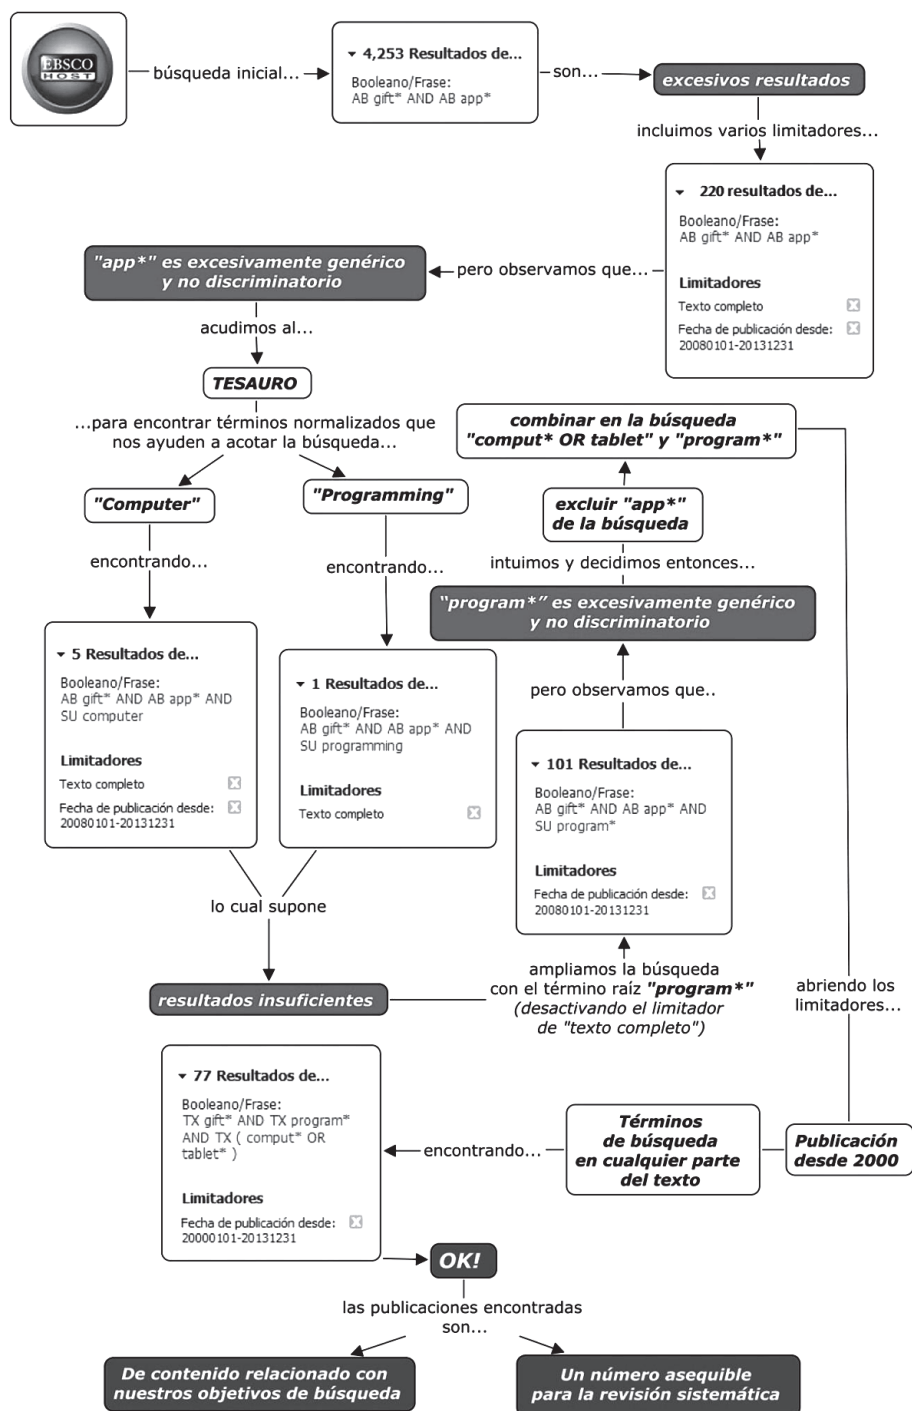 EBSCO
HOST
búsqueda inicial...
4,253 Resultados de...
Booleano/Frase:
AB gift* AND AB app*
son...
excesivos resultados
incluimos varios limitadores...
220 resultados de...
Booleano/Frase:
AB gift* AND AB app*
Limitadores
Texto completo
Fecha de publicación desde:
20080101-20131231
pero observamos que...
"app*" es excesivamente genérico
y no discriminatorio
acudimos al...
TESAURO
...para encontrar términos normalizados que
nos ayuden a acotar la búsqueda...
"Computer"
"Programming"
encontrando...
encontrando...
5 Resultados de...
Booleano/Frase:
AB gift* AND AB app* AND
SU computer
Limitadores
Texto completo
Fecha de publicación desde:
20080101-20131231
1 Resultados de...
Booleano/Frase:
AB gift* AND AB app* AND
SU programming
Limitadores
Texto completo
lo cual supone
resultados insuficientes
ampliamos la búsqueda
con el término raíz "program*"
(desactivando el limitador
de "texto completo")
101 Resultados de...
Booleano/Frase:
AB gift* AND AB app* AND
SU program*
Limitadores
Fecha de publicación desde:
20080101-20131231
pero observamos que..
"program*" es excesivamente genérico
y no discriminatorio
intuimos y decidimos entonces...
excluir "app*"
de la búsqueda
combinar en la búsqueda
"comput* OR tablet" y "program*"
abriendo los
limitadores...
Publicación
desde 2000
Términos
de búsqueda
en cualquier parte
del texto
encontrando...
77 Resultados de...
Booleano/Frase:
TX gift* AND TX program*
AND TX ( comput* OR
tablet* )
Limitadores
Fecha de publicación desde:
20000101-20131231
OK!
las publicaciones encontradas
son...
De contenido relacionado con
nuestros objetivos de búsqueda
Un número asequible
para la revisión sistemática